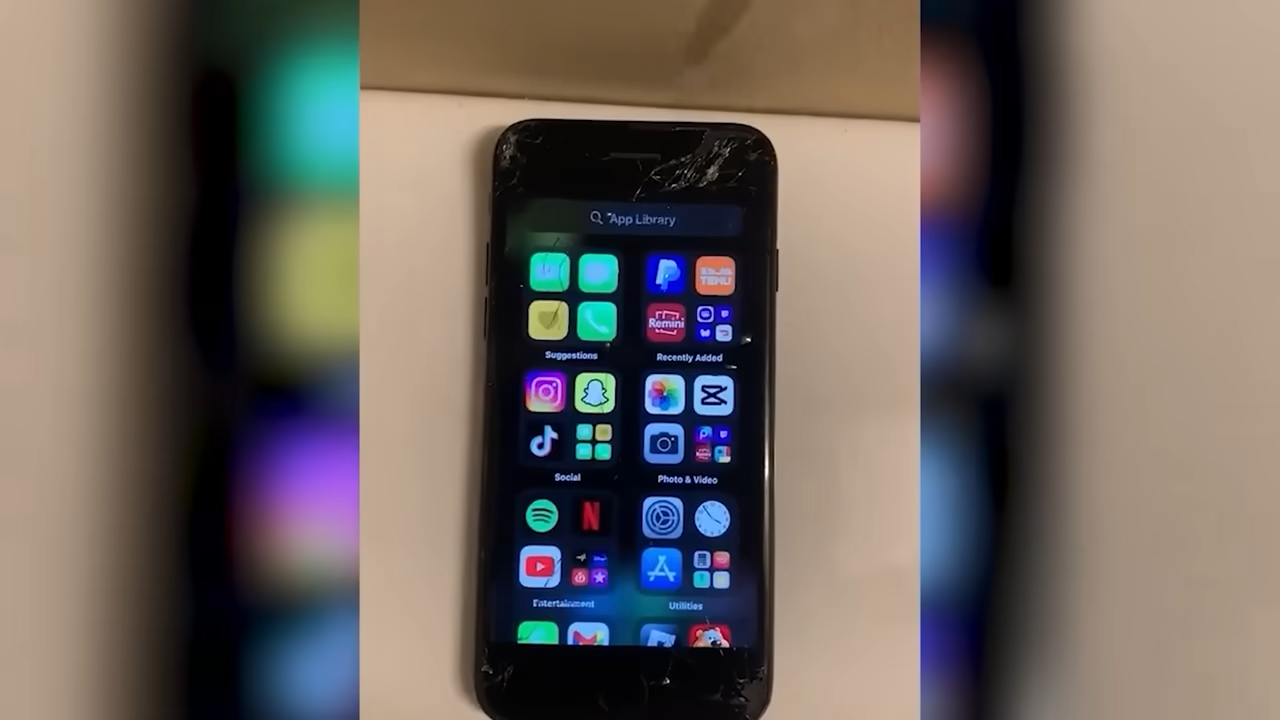 App Library
TEMU
Remini
Suggestions
Recently Added
Social
Photo & Video
Entertainment
Utilities